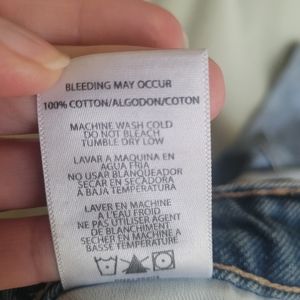 BLEEDING MAY OCCUR
100% COTTON/ALGODON/COTON
MACHINE WASH COLD
DO NOT BLEACH
TUMBLE DRY LOW
LAVAR A MAQUINA EN
AGUA FRIA
NO USAR BLANQUEADOR
SECAR EN SECADORA
A BAJA TEMPERATURA
LAVER EN MACHINE
A L'EAU FROID
NE PAS UTILISER AGENT
DE BLANCHIMENT
SECHER EN MACHINE A
BASSE TEMPERATURE